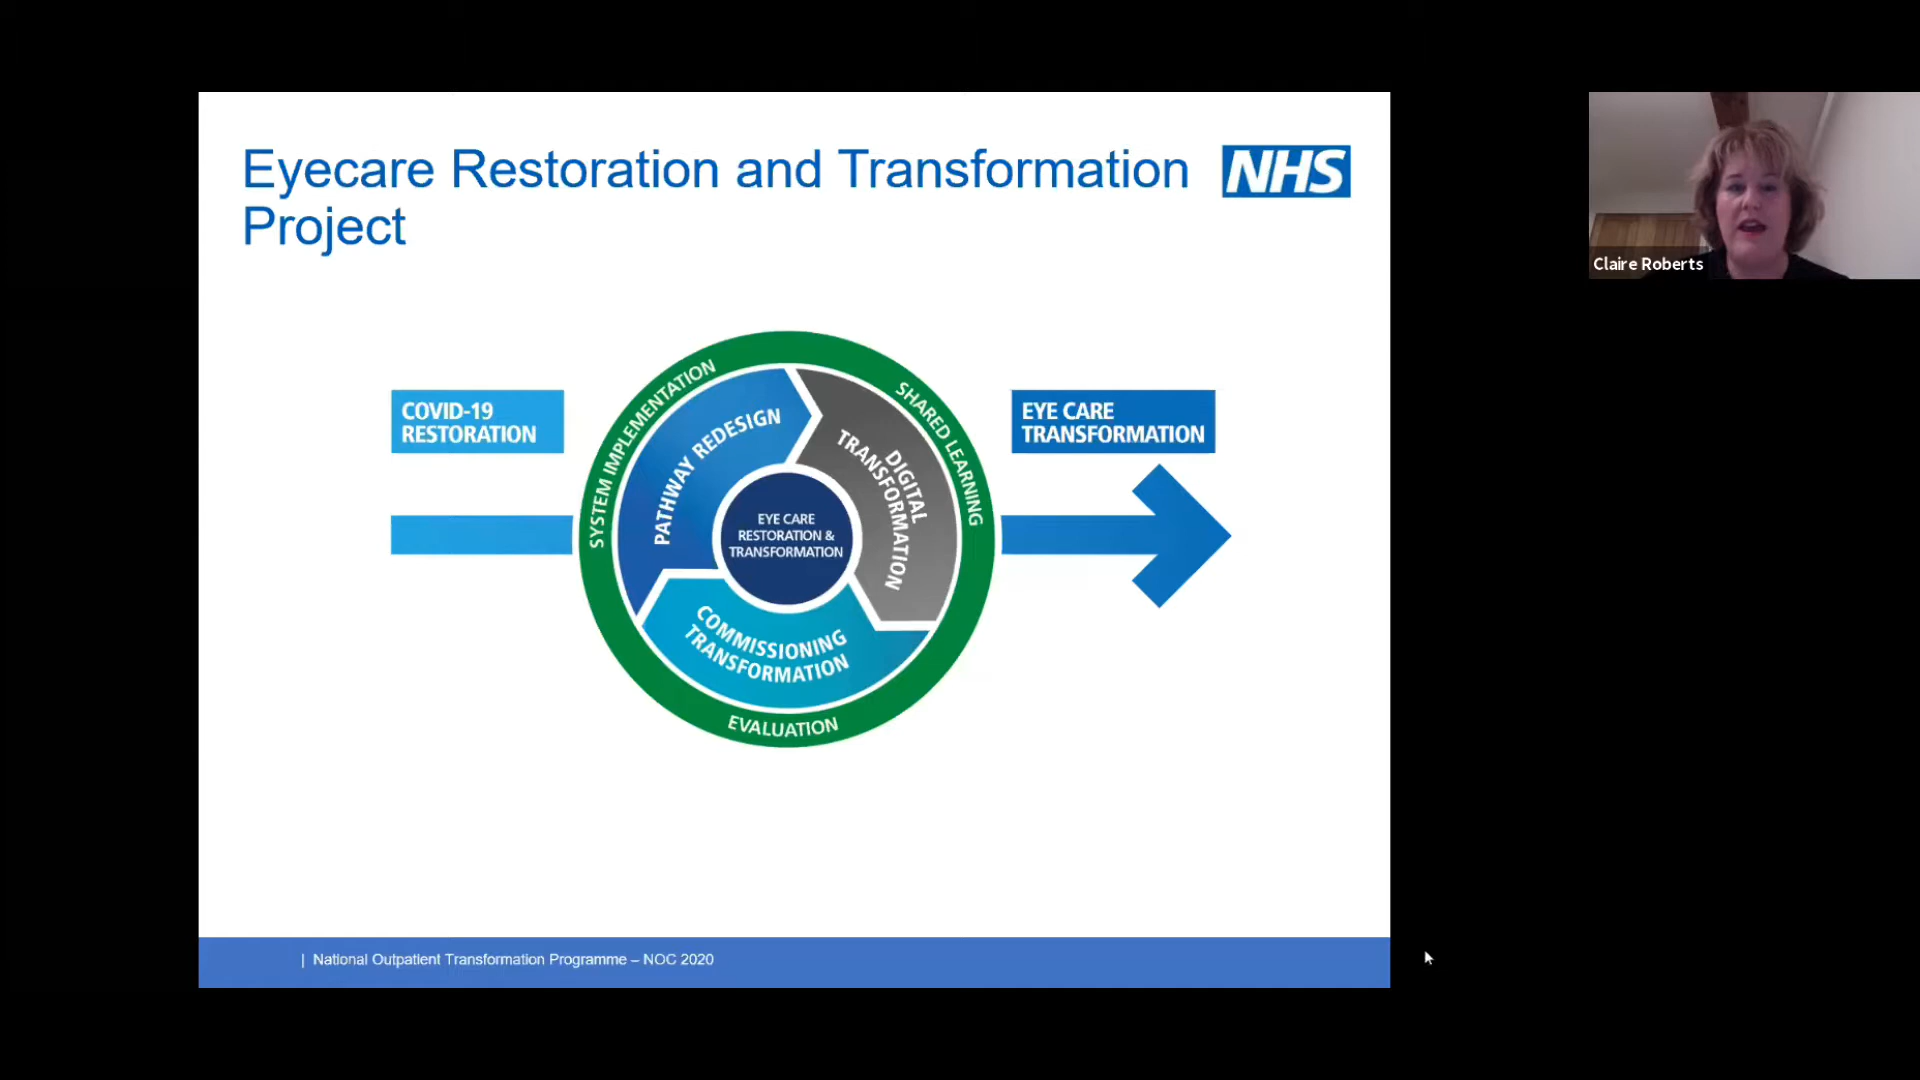 Eyecare Restoration and Transformation
Project
NHS
Claire Roberts
COVID-19
RESTORATION
SYSTEM IMPLEMENTATION
SHARED LEARNING
PATHWAY REDESIGN
DIGITAL
TRANSFORMATION
EYE CARE
RESTORATION &
TRANSFORMATION
COMMISSIONING
TRANSFORMATION
EVALUATION
EYE CARE
TRANSFORMATION
| National Outpatient Transformation Programme – NOC 2020